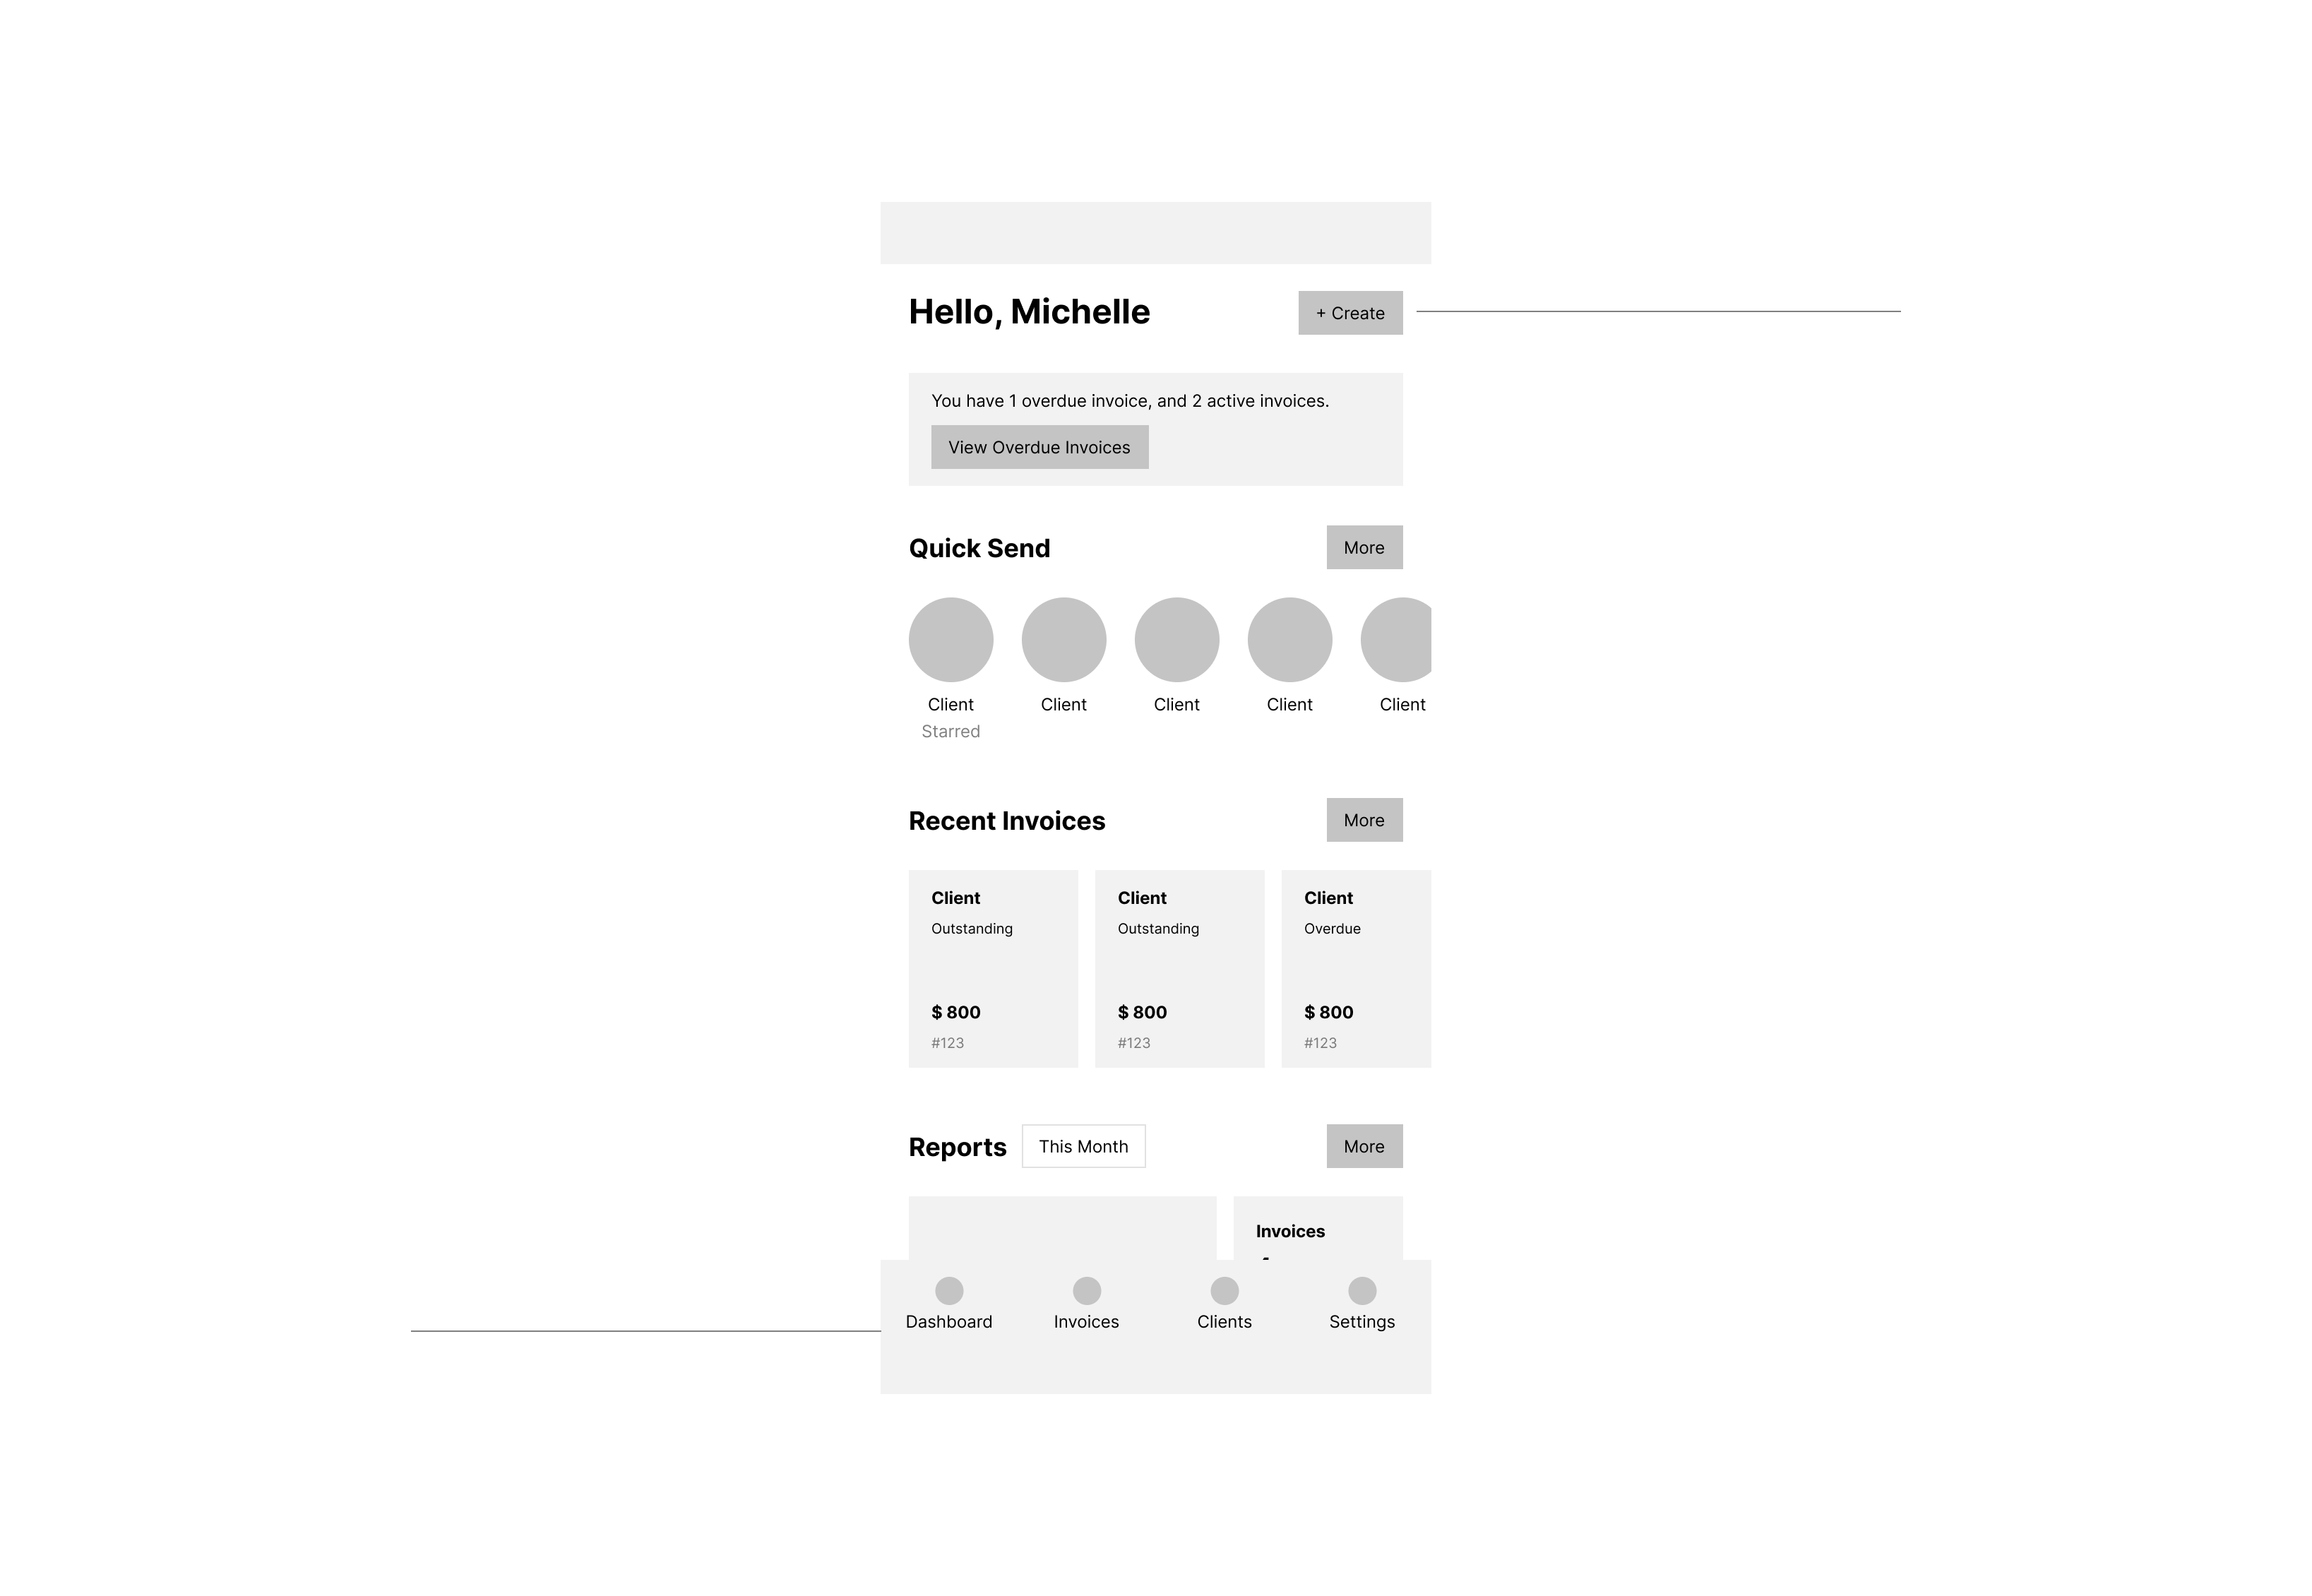 Hello, Michelle
+ Create
You have 1 overdue invoice, and 2 active invoices.
View Overdue Invoices
Quick Send
More
Client
Client
Client
Client
Client
Starred
Recent Invoices
More
Client
Client
Client
Outstanding
Outstanding
Overdue
$ 800
$ 800
$ 800
#123
#123
#123
Reports
This Month
More
Invoices
Dashboard
Invoices
Clients
Settings